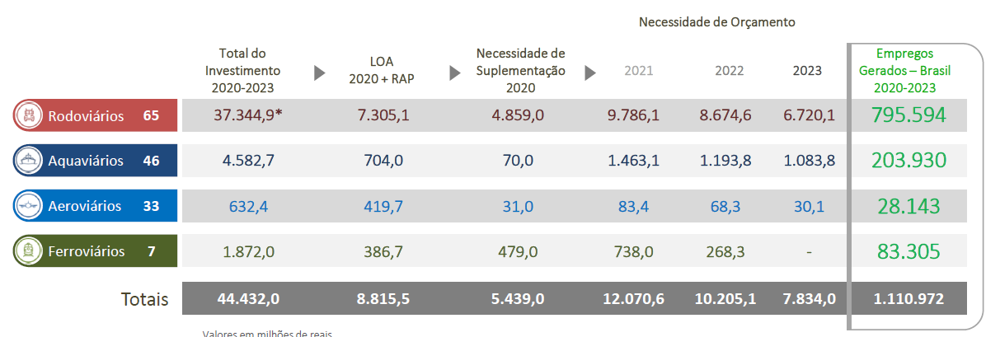 Necessidade de Orçamento
Total do
Investimento
2020-2023
LOA
2020 + RAP
Necessidade de
Suplementação
2020
2021
2022
2023
Empregos
Gerados – Brasil
2020-2023
Rodoviários 65 37.344,9* 7.305,1 4.859,0 9.786,1 8.674,6 6.720,1 795.594
Aquaviários 46 4.582,7 704,0 70,0 1.463,1 1.193,8 1.083,8 203.930
Aeroviários 33 632,4 419,7 31,0 83,4 68,3 30,1 28.143
Ferroviários 7 1.872,0 386,7 479,0 738,0 268,3 - 83.305
Totais 44.432,0 8.815,5 5.439,0 12.070,6 10.205,1 7.834,0 1.110.972
Valores em milhões de reais